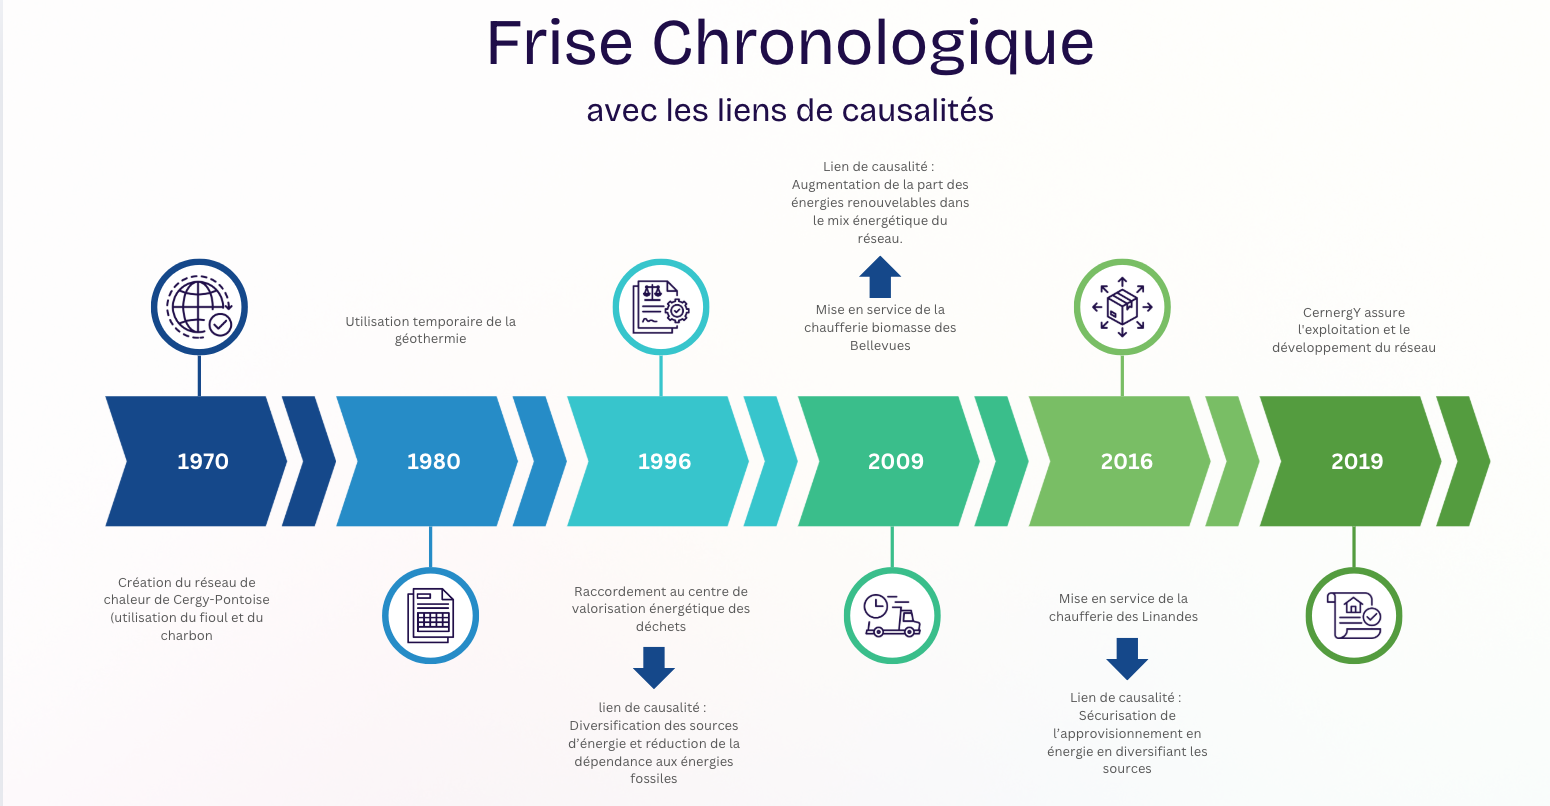 Frise Chronologique
avec les liens de causalités
Lien de causalité :
Augmentation de la part des
énergies renouvelables dans
le mix énergétique du
réseau.
Utilisation temporaire de la
géothermie
Mise en service de la
chaufferie biomasse des
Bellevues
CernergY assure
l'exploitation et le
développement du réseau
1970
1980
1996
2009
2016
2019
Création du réseau de
chaleur de Cergy-Pontoise
(utilisation du fioul et du
charbon
Raccordement au centre de
valorisation énergétique des
déchets
lien de causalité :
Diversification des sources
d'énergie et réduction de la
dépendance aux énergies
fossiles
Mise en service de la
chaufferie des Linandes
Lien de causalité :
Sécurisation de
l'approvisionnement en
énergie en diversifiant les
sources